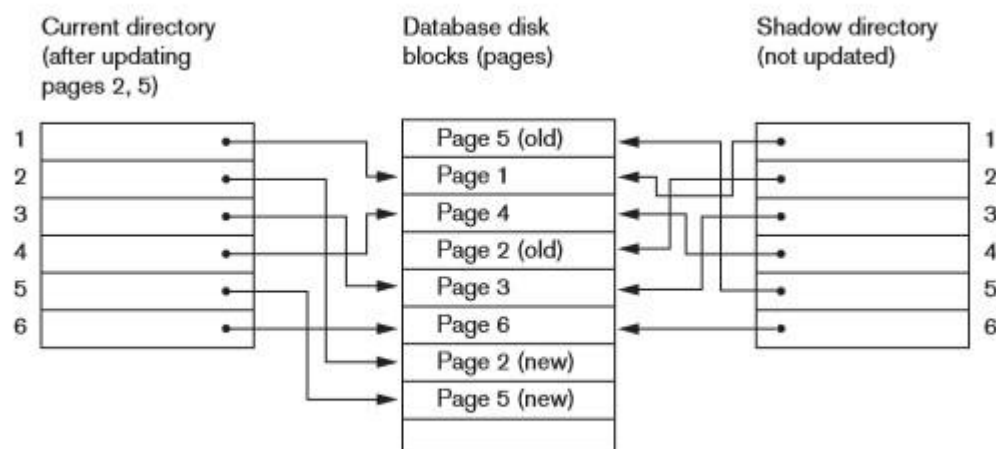 Current directory
(after updating
pages 2, 5)
Database disk
blocks (pages)
Shadow directory
(not updated)
1
2
3
4
5
6
Page 5 (old)
Page 1
Page 4
Page 2 (old)
Page 3
Page 6
Page 2 (new)
Page 5 (new)
1
2
3
4
5
6